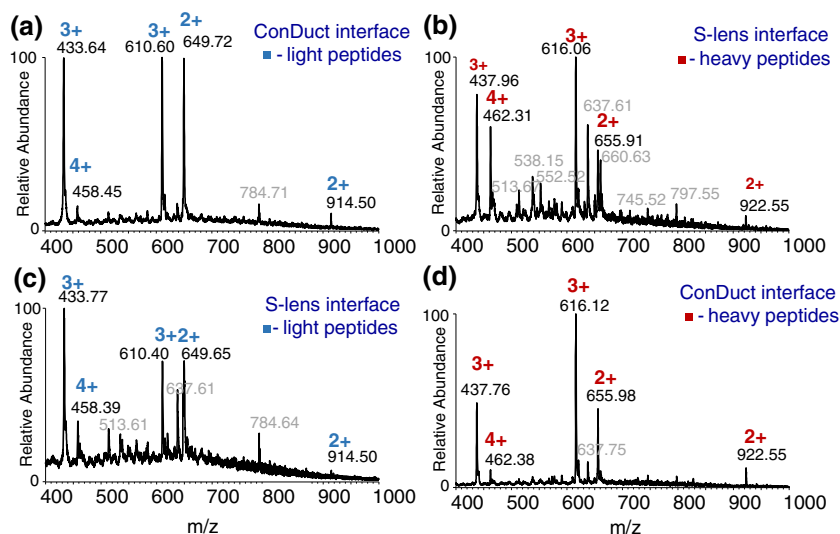 (a)
3+
433.64
3+
610.60
2+
649.72
ConDuct interface
- light peptides
100
Relative Abundance
4+
458.45
784.71
2+
914.50
0
400 600 800 1000
(b)
S-lens interface
- heavy peptides
3+
616.06
3+
437.96
4+
462.31
637.61
2+
655.91
660.63
538.15
552.52
513.67
745.52
797.55
2+
922.55
100
Relative Abundance
0
400 500 600 700 800 900 1000
(c)
3+
433.77
S-lens interface
- light peptides
100
Relative Abundance
3+ 2+
610.40 649.65
637.61
4+
458.39
513.61
784.64
2+
914.50
0
400 600 800 1000
m/z
(d)
3+
616.12
ConDuct interface
- heavy peptides
100
Relative Abundance
3+
437.76
2+
655.98
4+
462.38
637.75
2+
922.55
0
400 500 600 700 800 900 1000
m/z